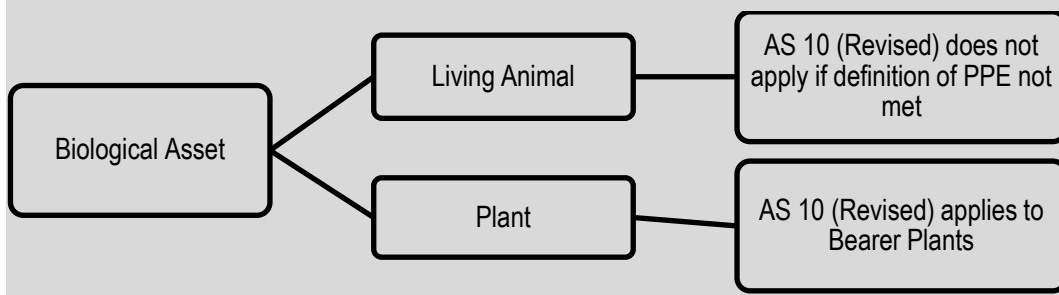 Biological Asset
Living Animal
AS 10 (Revised) does not
apply if definition of PPE not
met
Plant
AS 10 (Revised) applies to
Bearer Plants